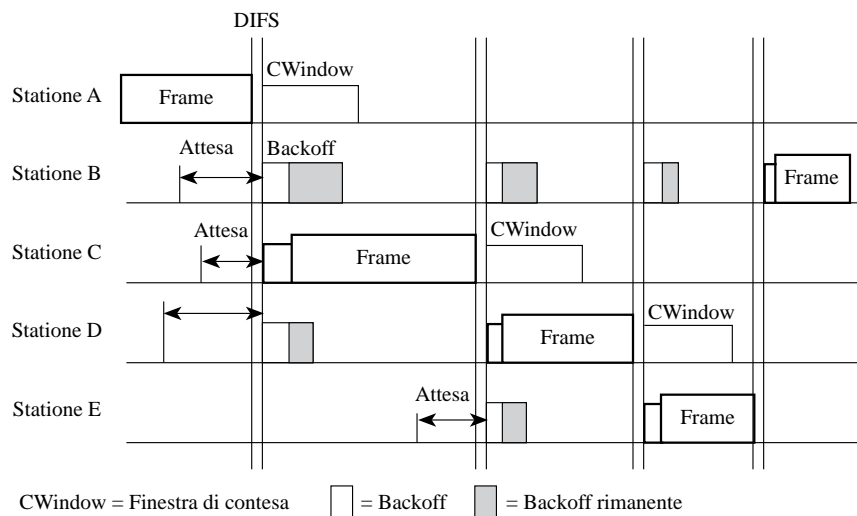 DIFS
CWindow
Statione A
Frame
Attesa
Backoff
Statione B
Frame
Attesa
CWindow
Statione C
Frame
CWindow
Statione D
Frame
Attesa
Statione E
Frame
CWindow = Finestra di contesa
= Backoff
= Backoff rimanente